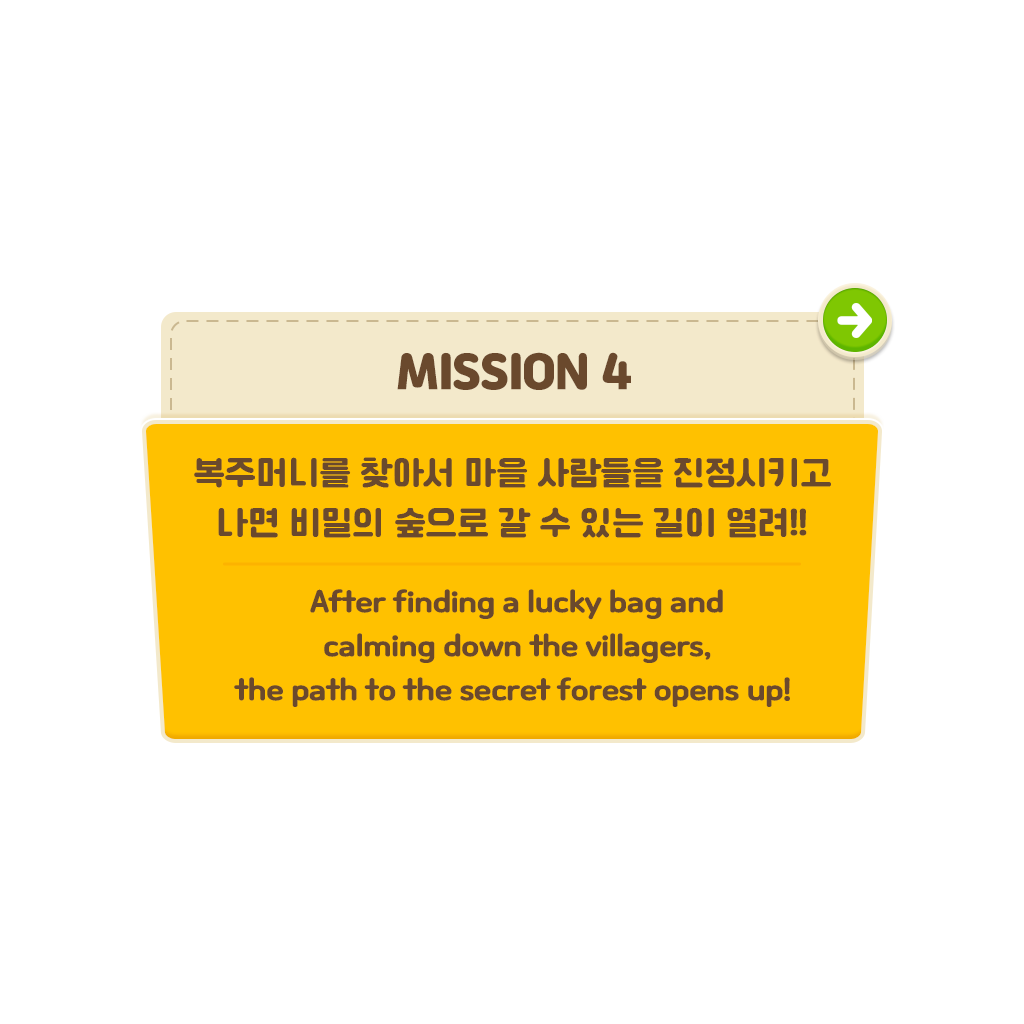 MISSION 4
복주머니를 찾아서 마을 사람들을 진정시키고
나면 비밀의 숲으로 갈 수 있는 길이 열려!!
After finding a lucky bag and
calming down the villagers,
the path to the secret forest opens up!